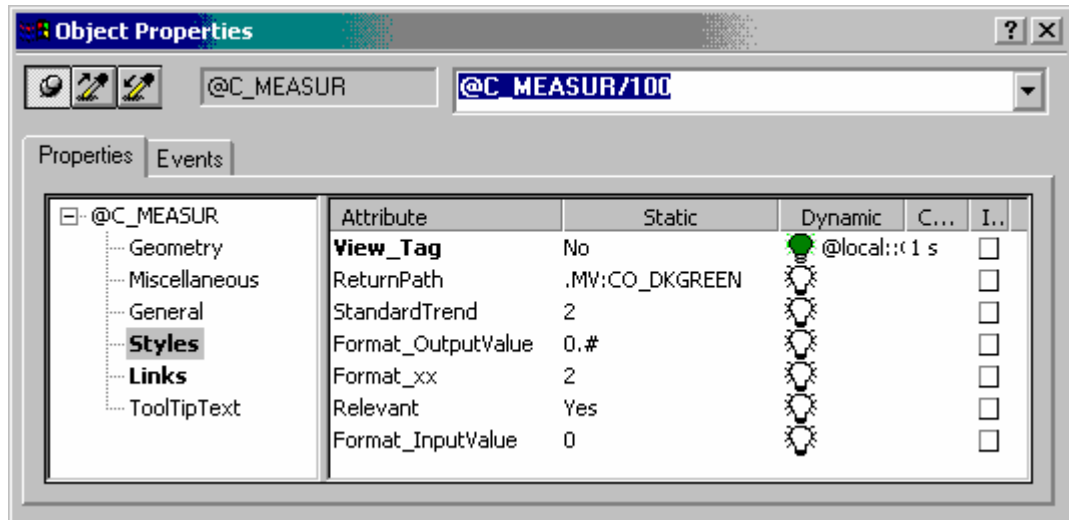 Object Properties
@C_MEASUR @C_MEASUR/100
Properties Events
@C_MEASUR
Geometry
Miscellaneous
General
Styles
Links
ToolTipText
Attribute Static Dynamic C... I..
View_Tag No @local:: 1 s
ReturnPath .MV:CO_DKGREEN
StandardTrend 2
Format_OutputValue 0.#
Format_xx 2
Relevant Yes
Format_InputValue 0